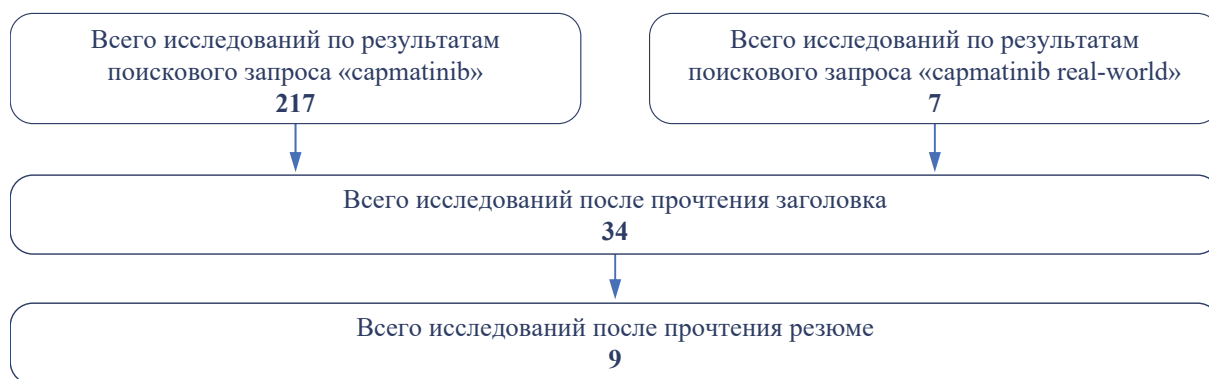 Всего исследований по результатам
поискового запроса «capmatinib»
217
Всего исследований по результатам
поискового запроса «capmatinib real-world»
7
Всего исследований после прочтения заголовка
34
Всего исследований после прочтения резюме
9